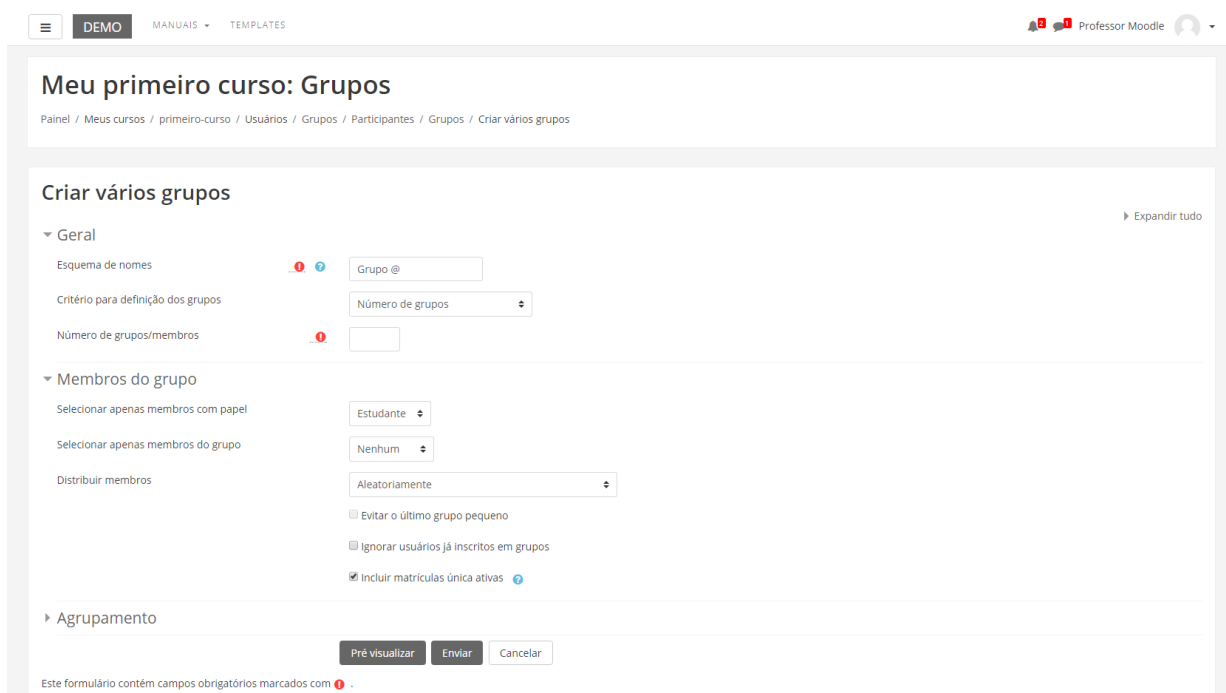 DEMO MANUAIS TEMPLATES 2 1 Professor Moodle
Meu primeiro curso: Grupos
Painel / Meus cursos / primeiro-curso / Usuários / Grupos / Participantes / Grupos / Criar vários grupos
Criar vários grupos
Expandir tudo
Geral
Esquema de nomes ! ? Grupo @
Critério para definição dos grupos Número de grupos
Número de grupos/membros !
Membros do grupo
Selecionar apenas membros com papel Estudante
Selecionar apenas membros do grupo Nenhum
Distribuir membros Aleatoriamente
Evitar o último grupo pequeno
Ignorar usuários já inscritos em grupos
Incluir matrículas única ativas ?
Agrupamento
Pré visualizar Enviar Cancelar
Este formulário contém campos obrigatórios marcados com ! .